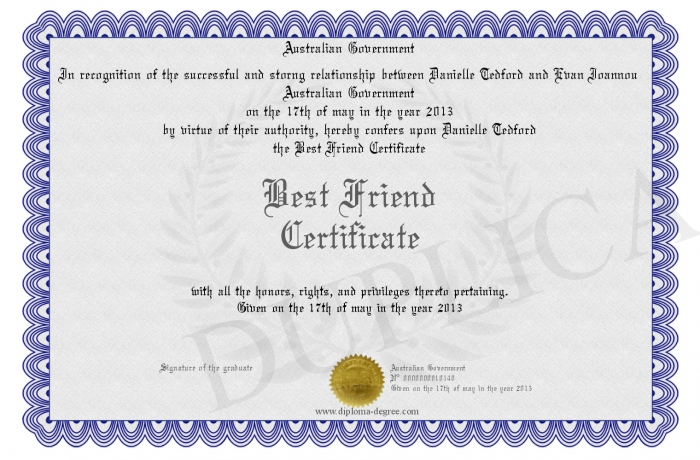 Australian Government
In recognition of the successful and storng relationship between Danielle Tedford and Evan Ioannou
Australian Government
on the 17th of may in the year 2013
by virtue of their authority, hereby confers upon Danielle Tedford
the Best Friend Certificate
Best Friend
Certificate
with all the honors, rights, and privileges thereto pertaining.
Given on the 17th of may in the year 2013
DUPLICA
Signature of the graduate
Australian Government
Given on the 17th of may in the year 2013
www.diploma-degree.com